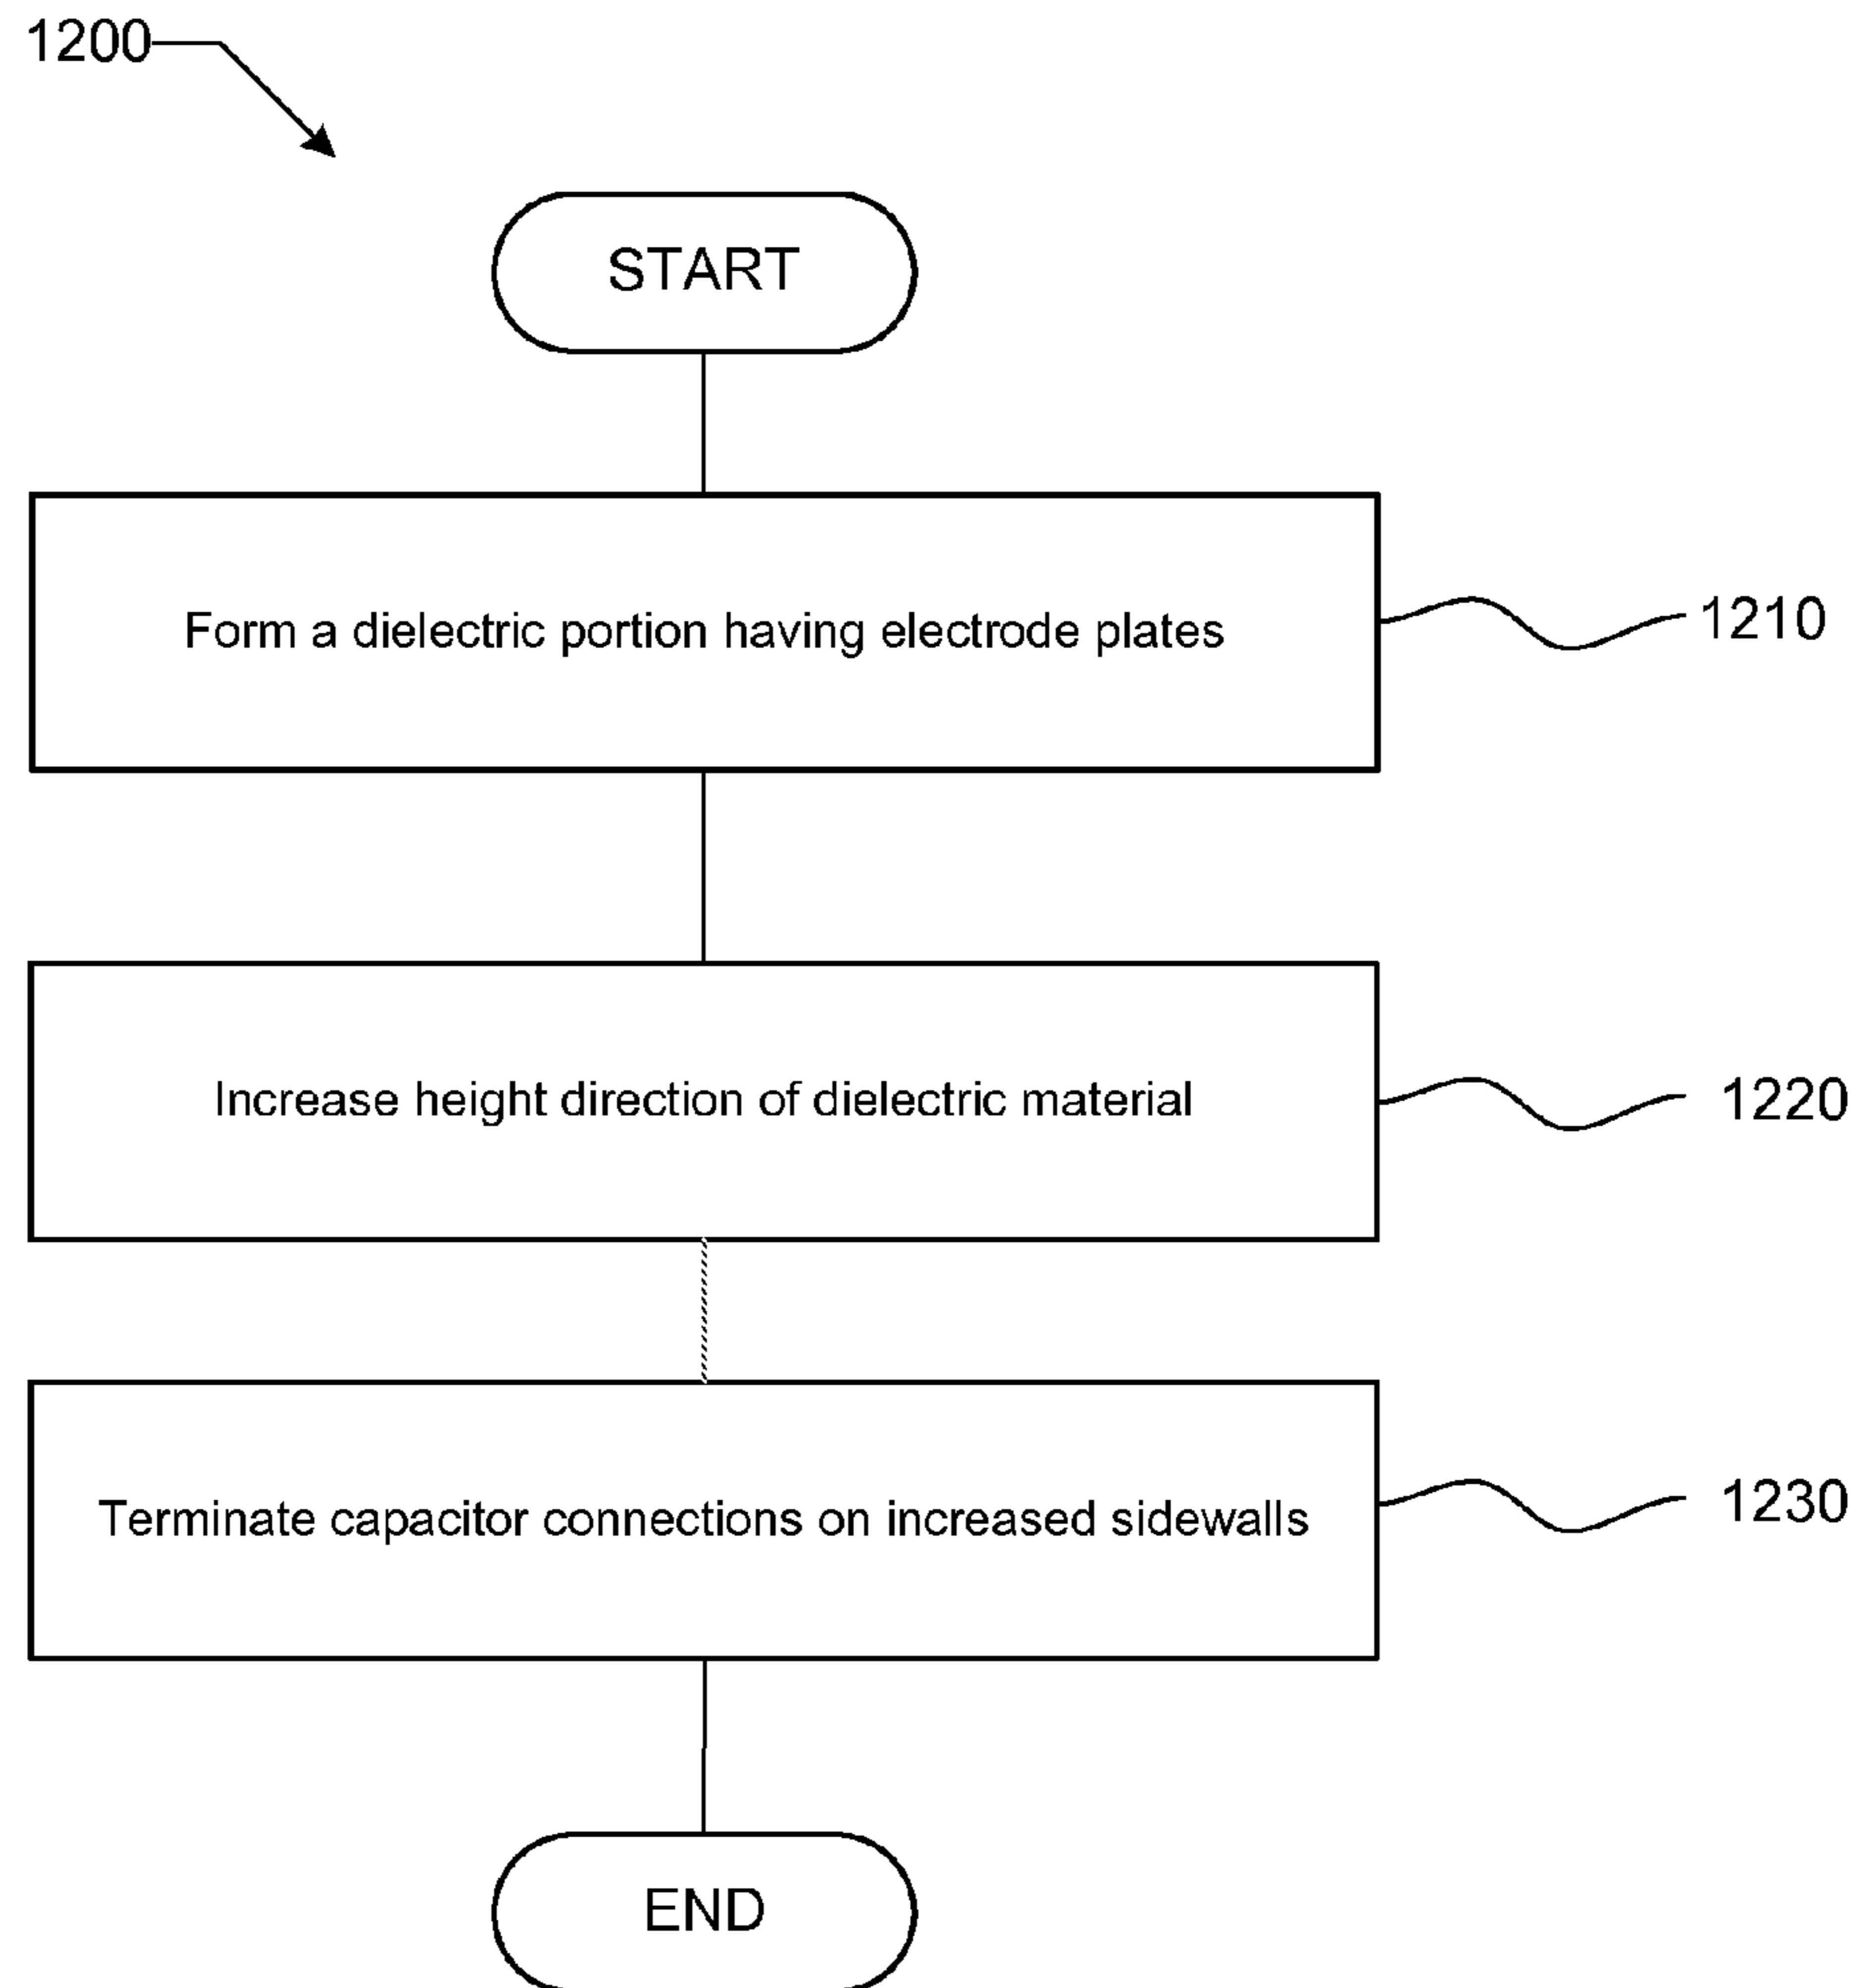 1200
START
Form a dielectric portion having electrode plates
1210
Increase height direction of dielectric material
1220
Terminate capacitor connections on increased sidewalls
1230
END